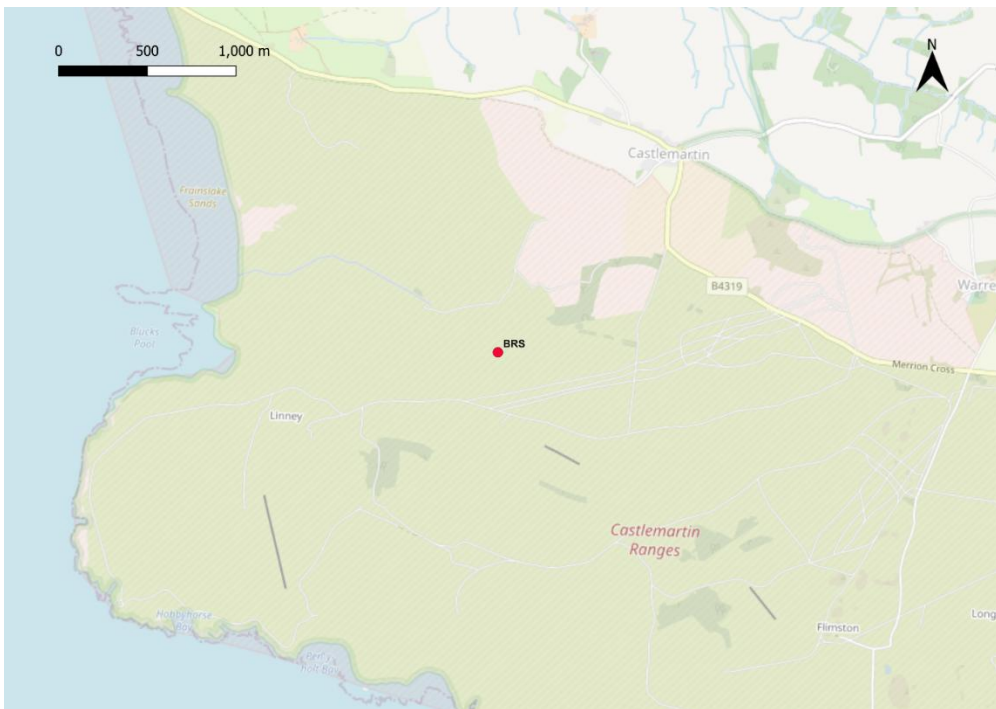 0 500 1,000 m
N
Castlemartin
Frainslake
Sands
B4319
Warre
Blucks
Pool
BRS
Merrion Cross
Linney
Castlemartin
Ranges
Hobbyhorse
Bay
Long
Flimston